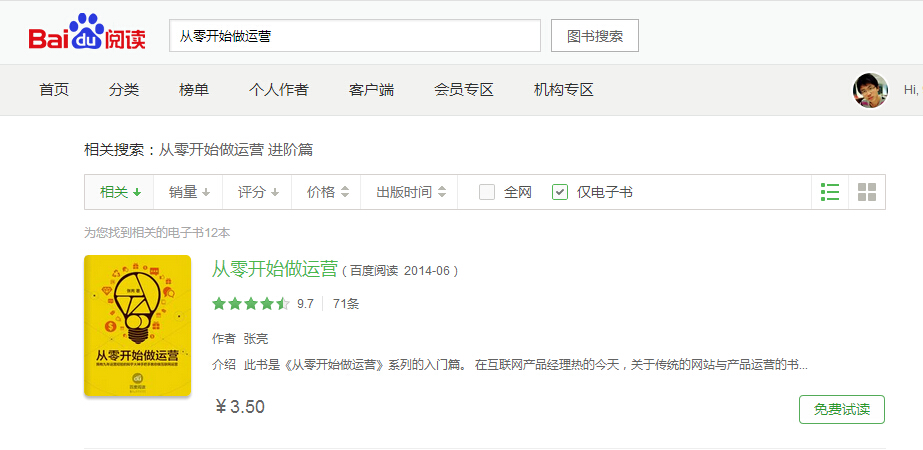 Bai du 阅读
从零开始做运营
图书搜索
首页 分类 榜单 个人作者 客户端 会员专区 机构专区
Hi,
相关搜索：从零开始做运营 进阶篇
相关 销量 评分 价格 出版时间 全网 仅电子书
为您找到相关的电子书12本
张亮 著
从零开始做运营
百度阅读
从零开始做运营 ( 百度阅读 2014-06 )
9.7 71条
作者 张亮
介绍 此书是《从零开始做运营》系列的入门篇。 在互联网产品经理热的今天，关于传统的网站与产品运营的书...
¥ 3.50
免费试读